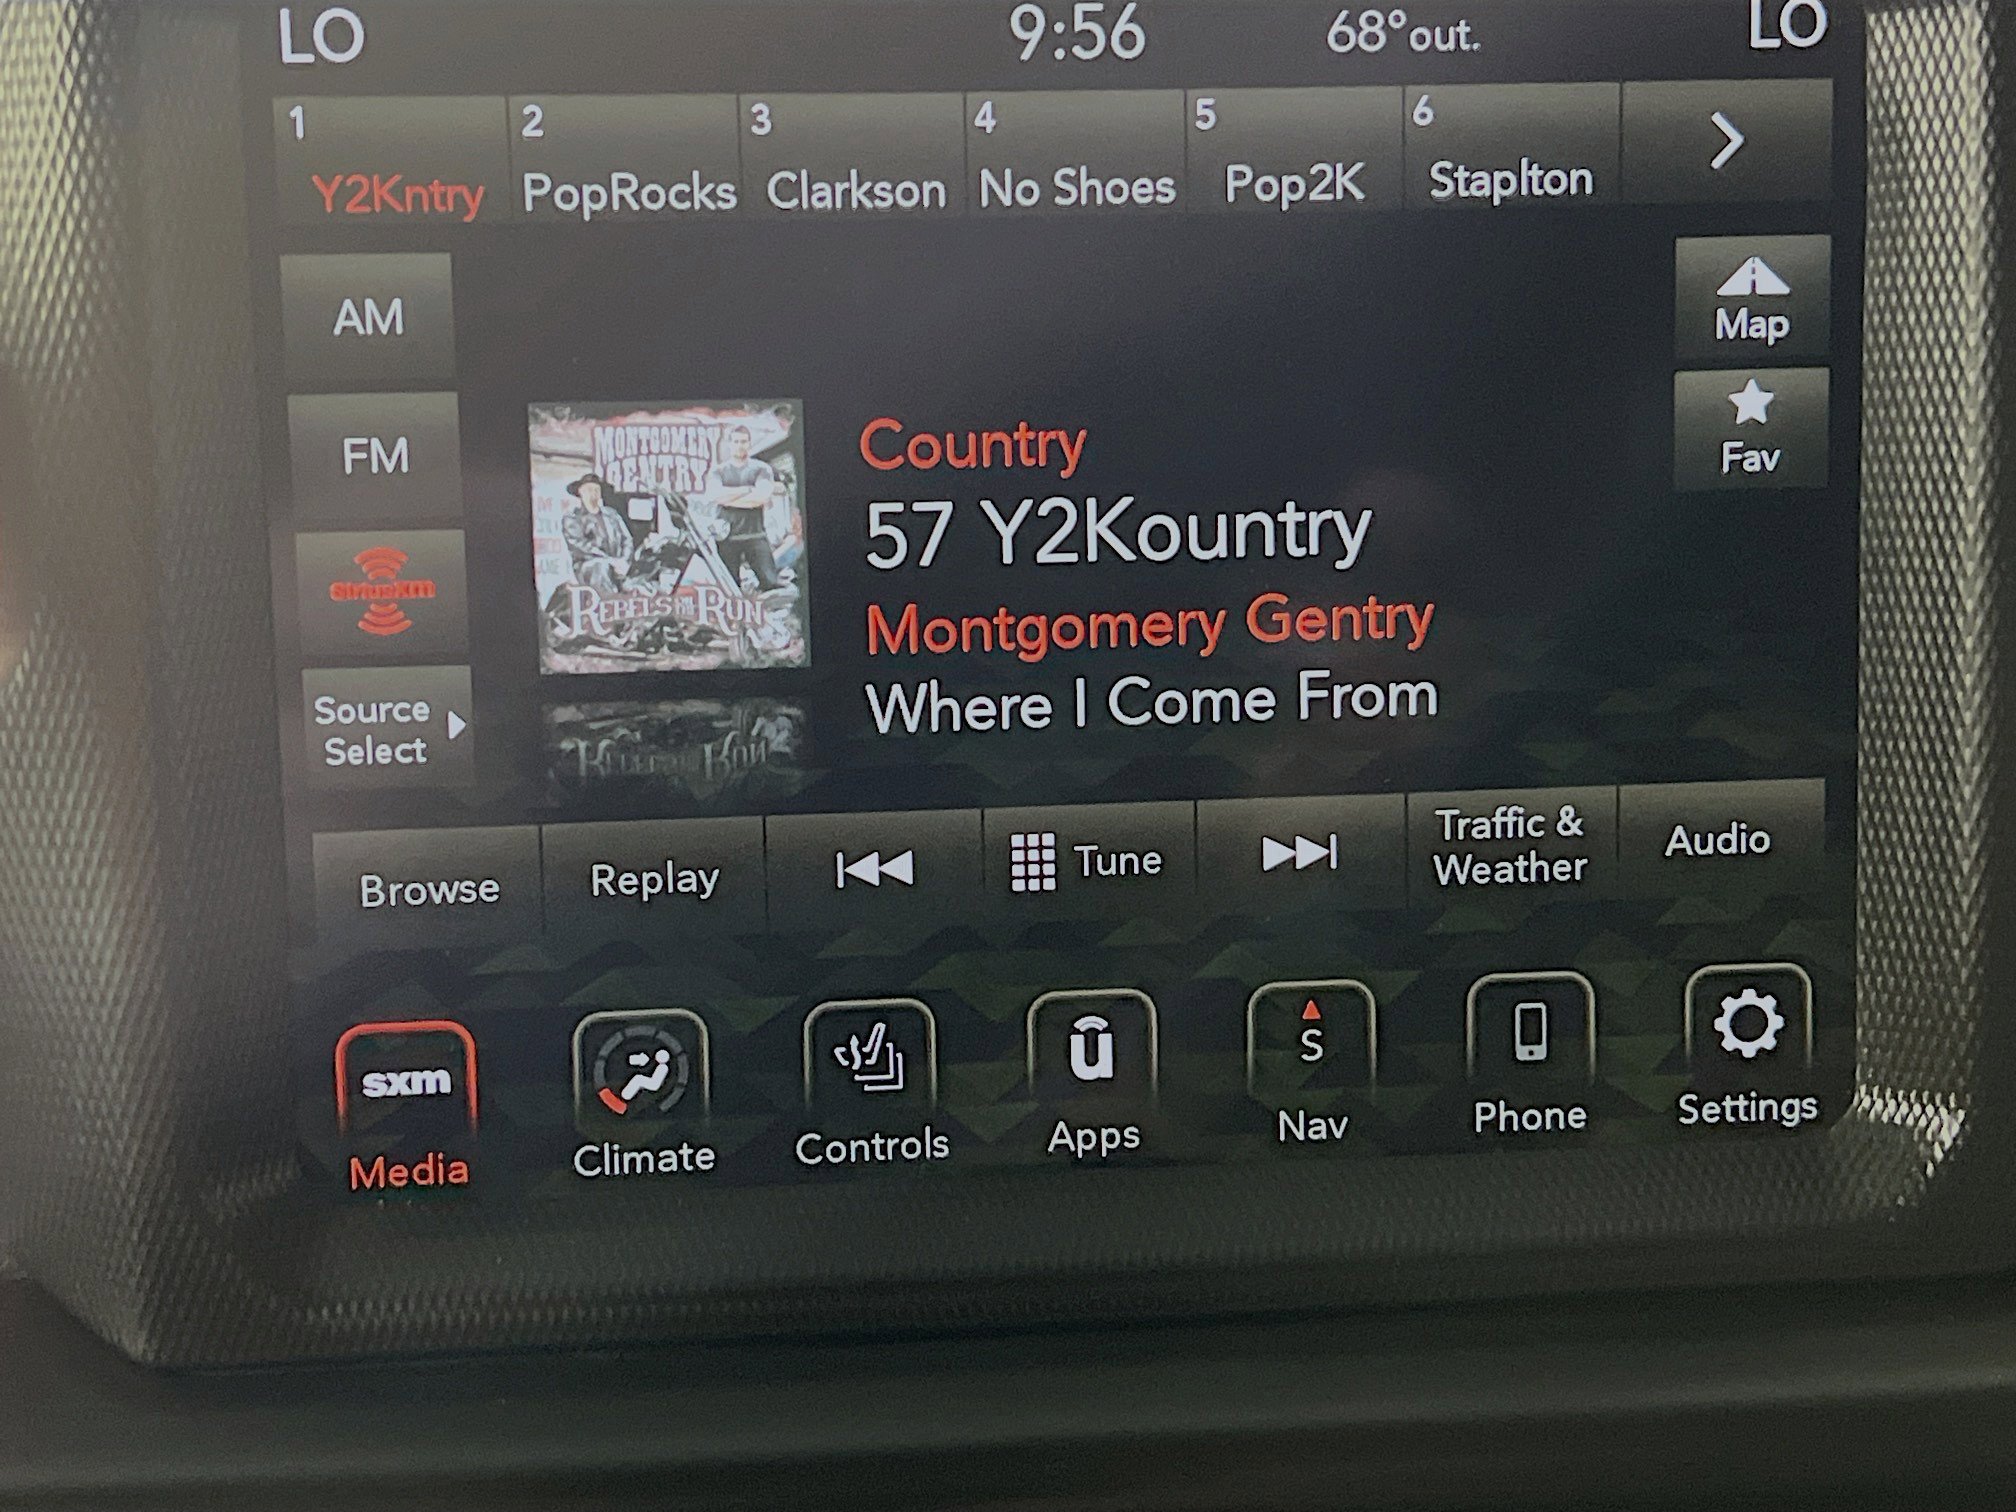 LO 9:56 68°out. LO
1 2 3 4 5 6
Y2Kntry PopRocks Clarkson No Shoes Pop2K Staplton
AM
Map
FM
Fav
SiriusXM
Source
Select
MONTGOMERY
GENTRY
REBELS ON THE RUN
Country
57 Y2Kountry
Montgomery Gentry
Where I Come From
Browse Replay Tune Traffic &
Weather Audio
sxm
Media
Climate
Controls
u
Apps
S
Nav
Phone
Settings